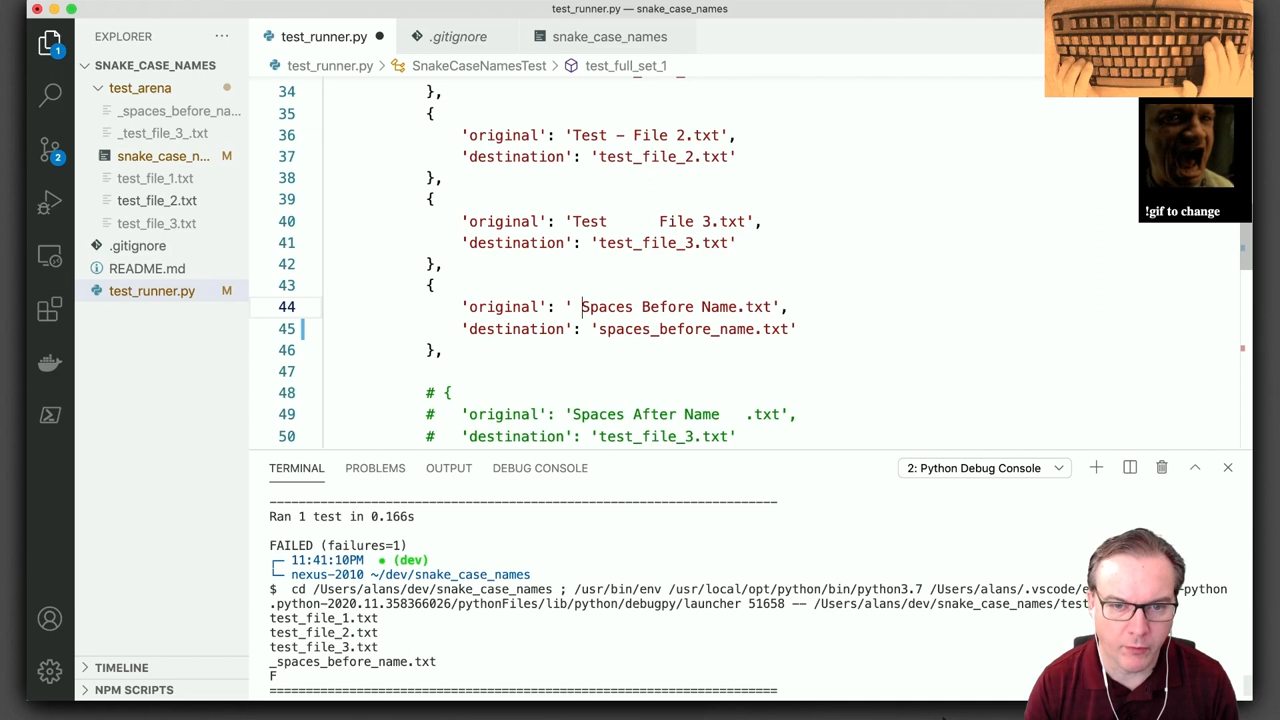 test_runner.py — snake_case_names
EXPLORER ···
test_runner.py ● .gitignore snake_case_names
SNAKE_CASE_NAMES
test_runner.py > SnakeCaseNamesTest > test_full_set_1
test_arena
_spaces_before_na...
_test_file_3_.txt
snake_case_n... M
test_file_1.txt
test_file_2.txt
test_file_3.txt
.gitignore
README.md
test_runner.py M
1
2
34 },
35 {
36 'original': 'Test - File 2.txt',
37 'destination': 'test_file_2.txt'
38 },
39 {
40 'original': 'Test      File 3.txt',
41 'destination': 'test_file_3.txt'
42 },
43 {
44 'original': ' Spaces Before Name.txt',
45 'destination': 'spaces_before_name.txt'
46 },
47
48 # {
49 #   'original': 'Spaces After Name   .txt',
50 #   'destination': 'test_file_3.txt'
!gif to change
TERMINAL PROBLEMS OUTPUT DEBUG CONSOLE 2: Python Debug Console
----------------------------------------------------------------------
Ran 1 test in 0.166s
FAILED (failures=1)
11:41:10PM ● (dev)
nexus-2010 ~/dev/snake_case_names
$ cd /Users/alans/dev/snake_case_names ; /usr/bin/env /usr/local/opt/python/bin/python3.7 /Users/alans/.vscode/e -python
.python-2020.11.358366026/pythonFiles/lib/python/debugpy/launcher 51658 -- /Users/alans/dev/snake_case_names/test
test_file_1.txt
test_file_2.txt
test_file_3.txt
_spaces_before_name.txt
F
======================================================================
TIMELINE
NPM SCRIPTS